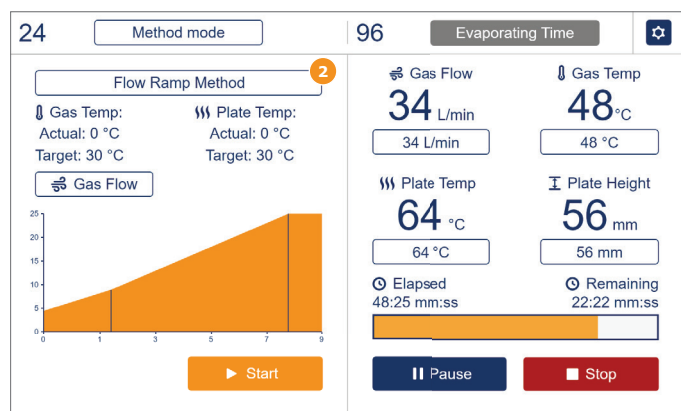 24
Method mode
Flow Ramp Method
2
Gas Temp:
Actual: 0 °C
Target: 30 °C
Plate Temp:
Actual: 0 °C
Target: 30 °C
Gas Flow
25
20
15
10
5
0
0 1 3 5 7 9
Start
96
Evaporating Time
Gas Flow
34 L/min
34 L/min
Gas Temp
48 °C
48 °C
Plate Temp
64 °C
64 °C
Plate Height
56 mm
56 mm
Elapsed
48:25 mm:ss
Remaining
22:22 mm:ss
Pause
Stop